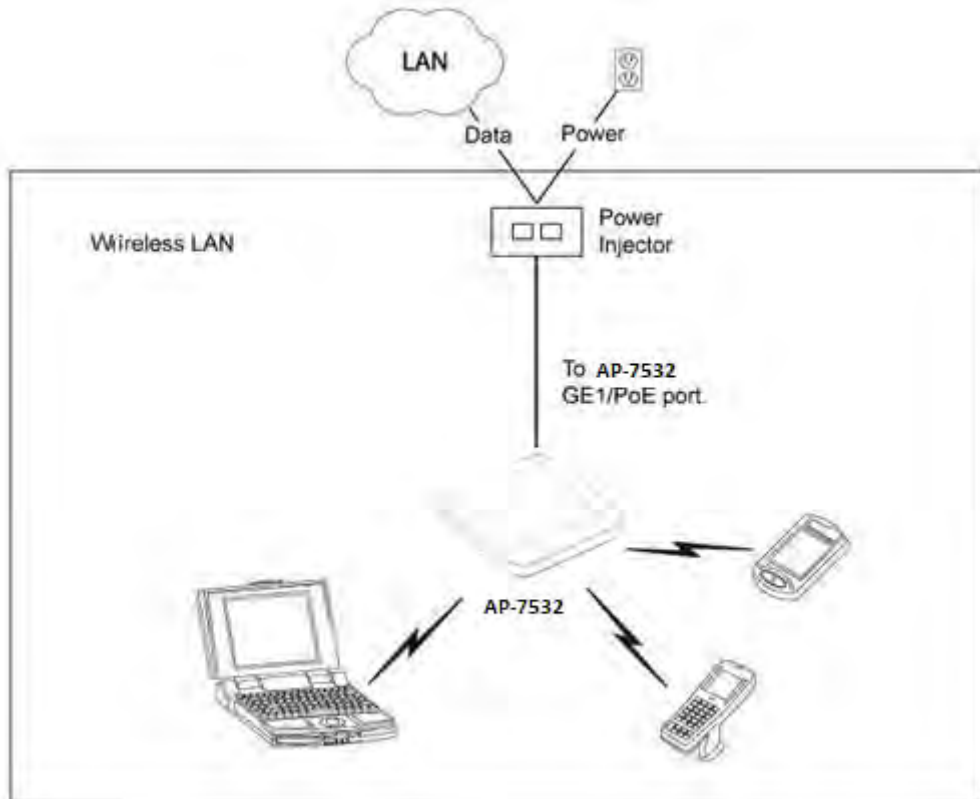 LAN
Data
Power
Power
Injector
Wireless LAN
To AP-7532
GE1/PoE port.
AP-7532